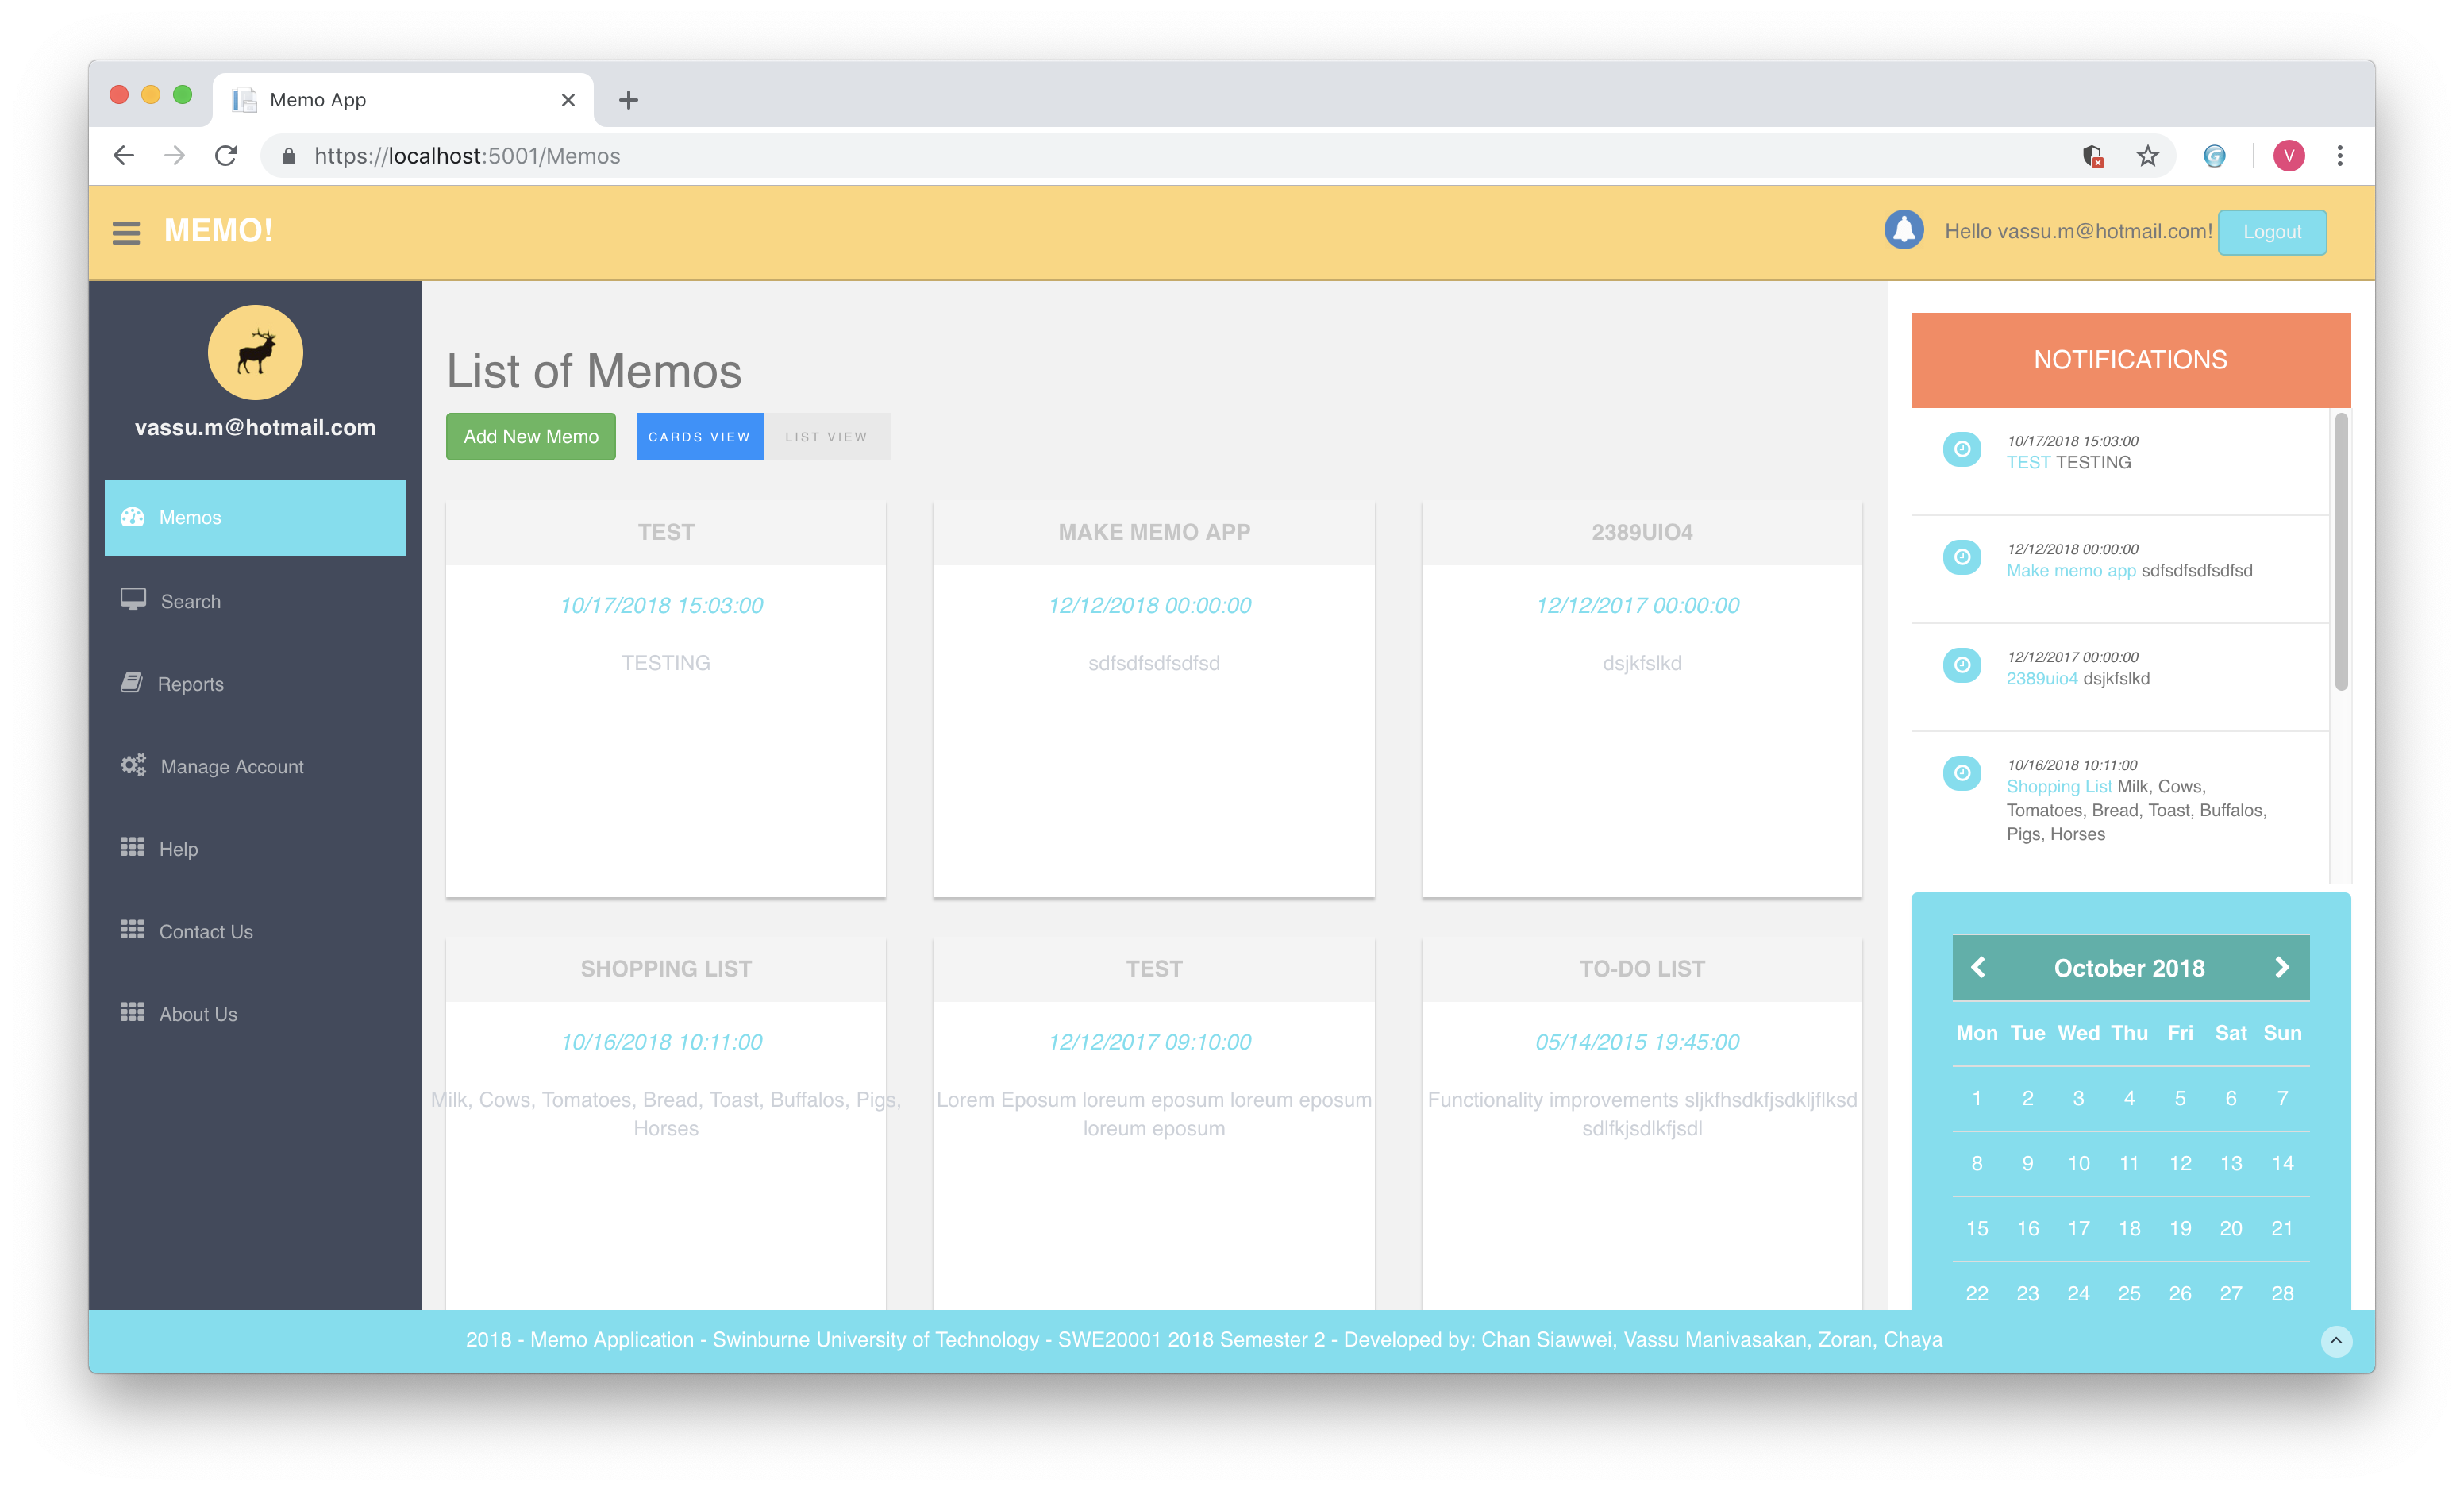 Memo App
https://localhost:5001/Memos
V
MEMO!
Hello vassu.m@hotmail.com!
Logout
vassu.m@hotmail.com
Memos
Search
Reports
Manage Account
Help
Contact Us
About Us
List of Memos
Add New Memo
CARDS VIEW
LIST VIEW
TEST
10/17/2018 15:03:00
TESTING
MAKE MEMO APP
12/12/2018 00:00:00
sdfsdfsdfsdfsd
2389UIO4
12/12/2017 00:00:00
dsjkfslkd
SHOPPING LIST
10/16/2018 10:11:00
Milk, Cows, Tomatoes, Bread, Toast, Buffalos, Pigs,
Horses
TEST
12/12/2017 09:10:00
Lorem Eposum loreum eposum loreum eposum
loreum eposum
TO-DO LIST
05/14/2015 19:45:00
Functionality improvements sljkfhsdkfjsdkljflksd
sdlfkjsdlkfjsdl
NOTIFICATIONS
10/17/2018 15:03:00
TEST TESTING
12/12/2018 00:00:00
Make memo app sdfsdfsdfsdfsd
12/12/2017 00:00:00
2389uio4 dsjkfslkd
10/16/2018 10:11:00
Shopping List Milk, Cows,
Tomatoes, Bread, Toast, Buffalos,
Pigs, Horses
October 2018
Mon Tue Wed Thu Fri Sat Sun
1 2 3 4 5 6 7
8 9 10 11 12 13 14
15 16 17 18 19 20 21
22 23 24 25 26 27 28
2018 - Memo Application - Swinburne University of Technology - SWE20001 2018 Semester 2 - Developed by: Chan Siawwei, Vassu Manivasakan, Zoran, Chaya